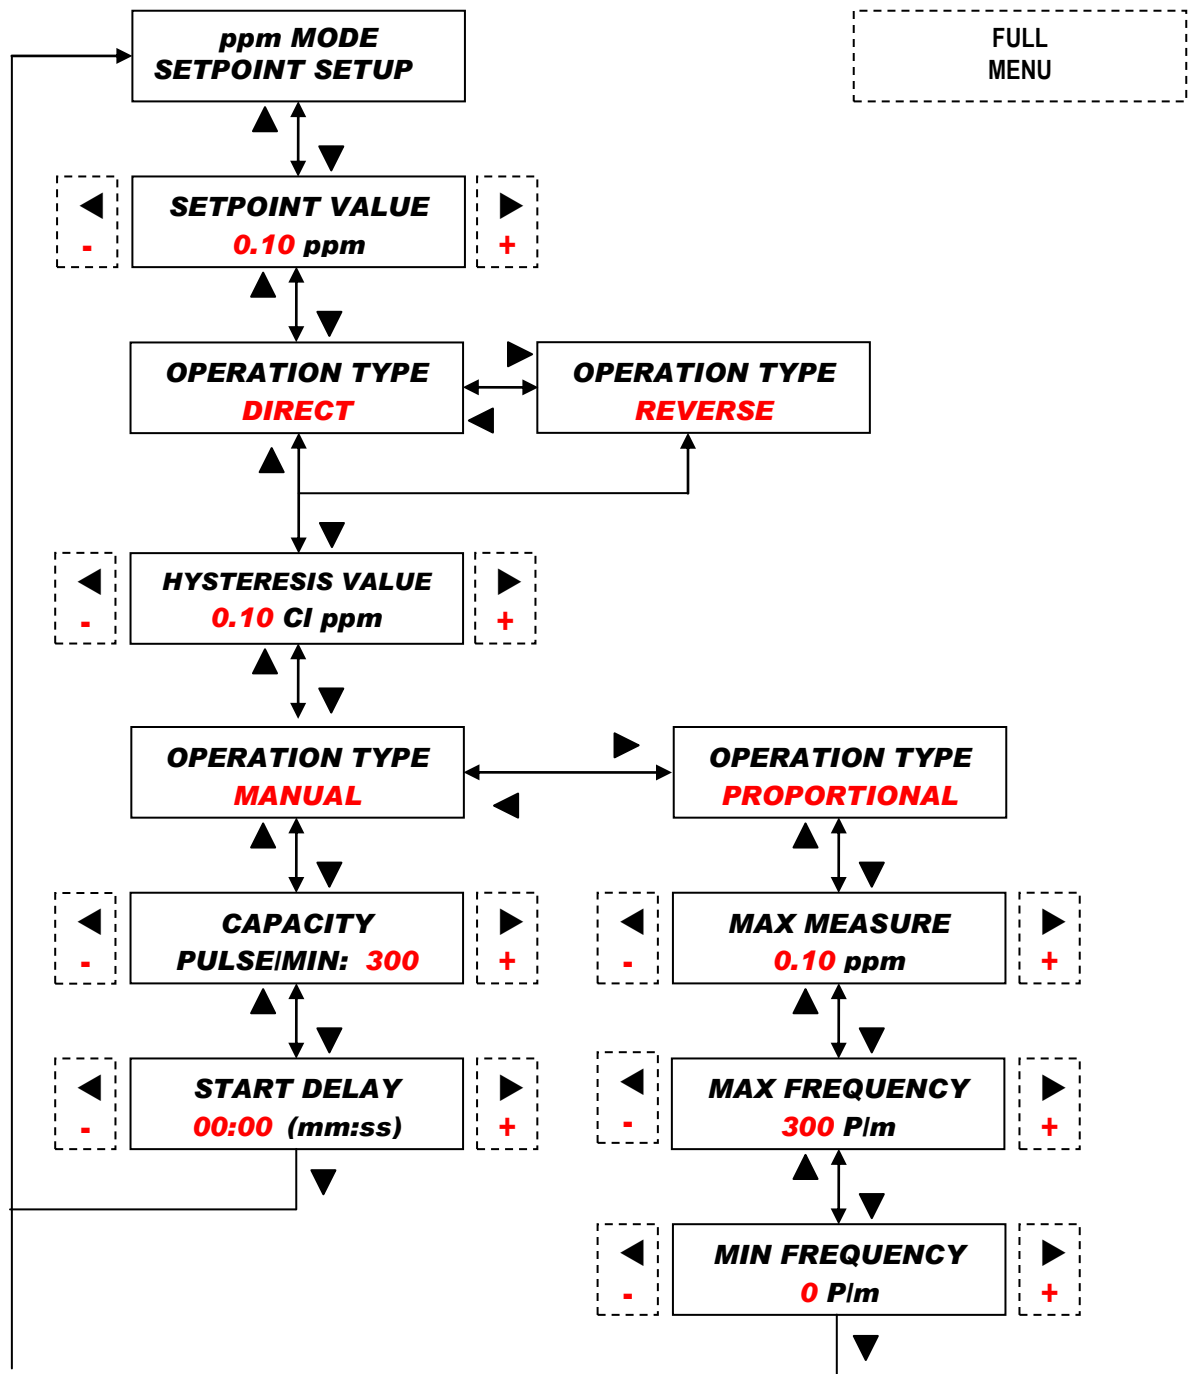 ppm MODE
SETPOINT SETUP
FULL
MENU
SETPOINT VALUE
0.10 ppm
-
+
OPERATION TYPE
DIRECT
OPERATION TYPE
REVERSE
HYSTERESIS VALUE
0.10 Cl ppm
-
+
OPERATION TYPE
MANUAL
OPERATION TYPE
PROPORTIONAL
CAPACITY
PULSE/MIN: 300
-
+
MAX MEASURE
0.10 ppm
-
+
START DELAY
00:00 (mm:ss)
-
+
MAX FREQUENCY
300 P/m
-
+
MIN FREQUENCY
0 P/m
-
+